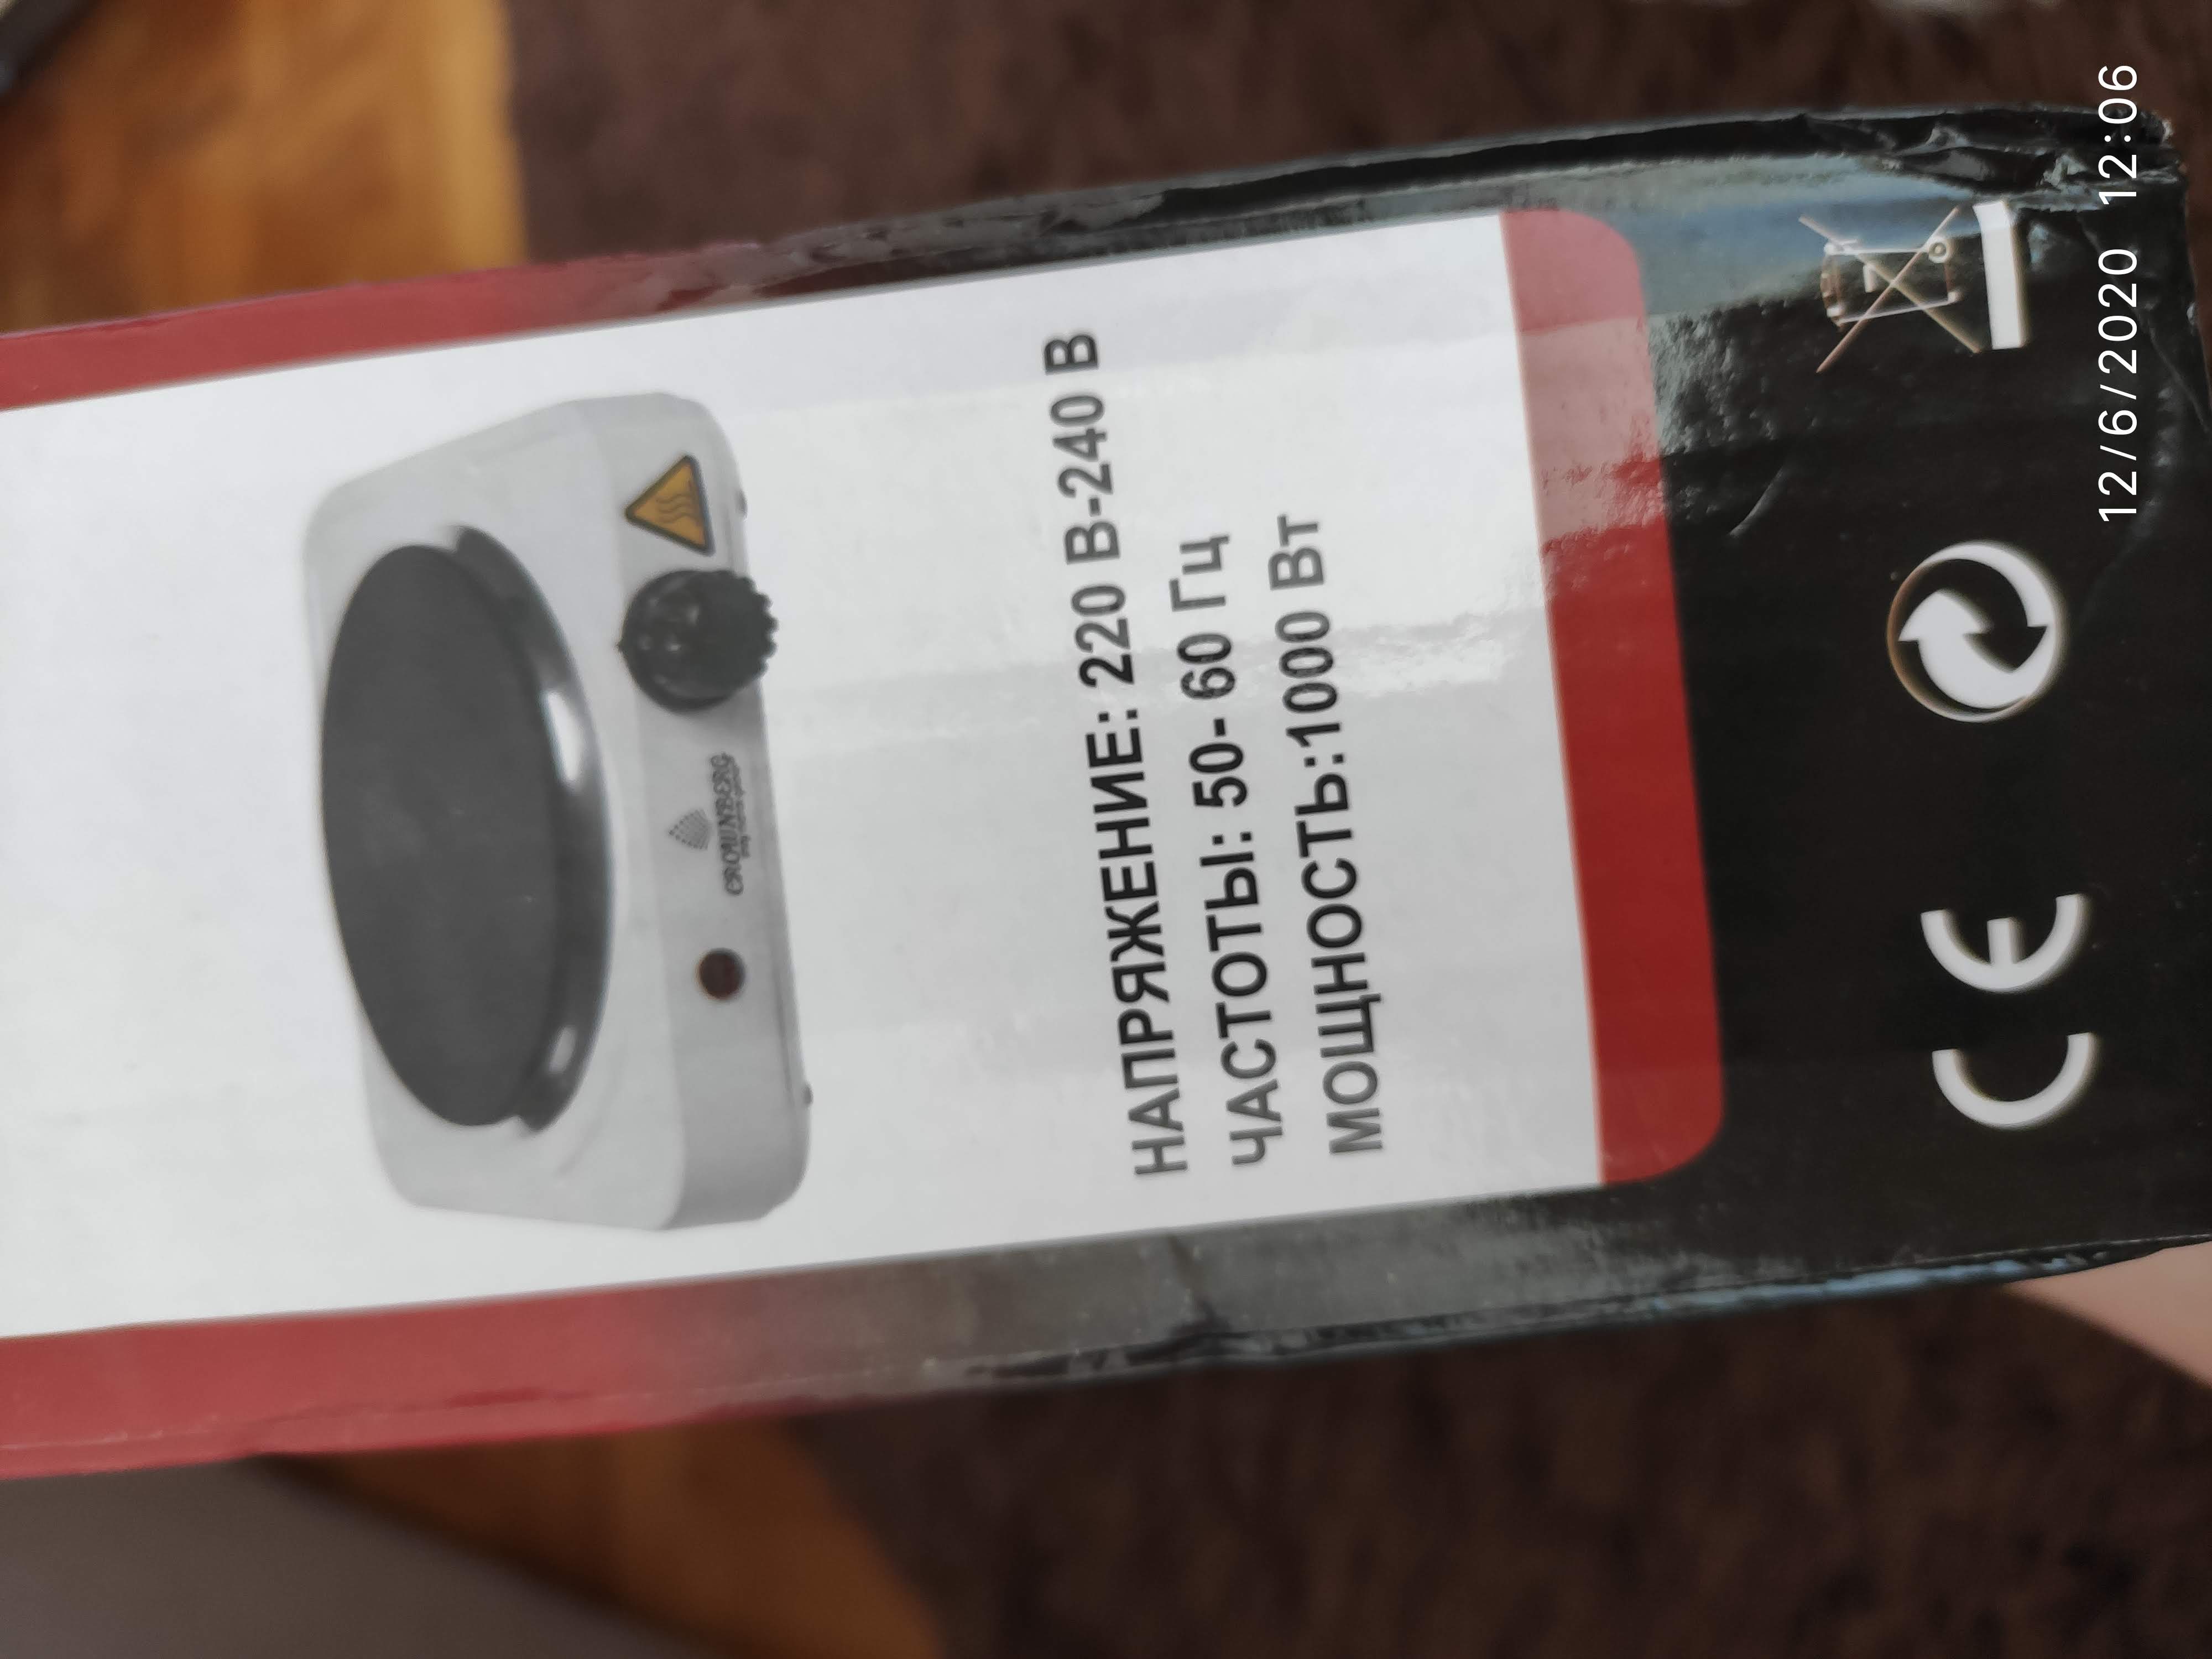 CROWNBERG
НАПРЯЖЕНИЕ: 220 В-240 В
ЧАСТОТЫ: 50- 60 Гц
МОЩНОСТЬ:1000 Вт
CE
12/6/2020 12:06